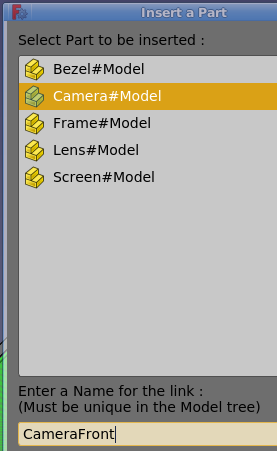 Insert a Part
Select Part to be inserted :
Bezel#Model
Camera#Model
Frame#Model
Lens#Model
Screen#Model
Enter a Name for the link :
(Must be unique in the Model tree)
CameraFront